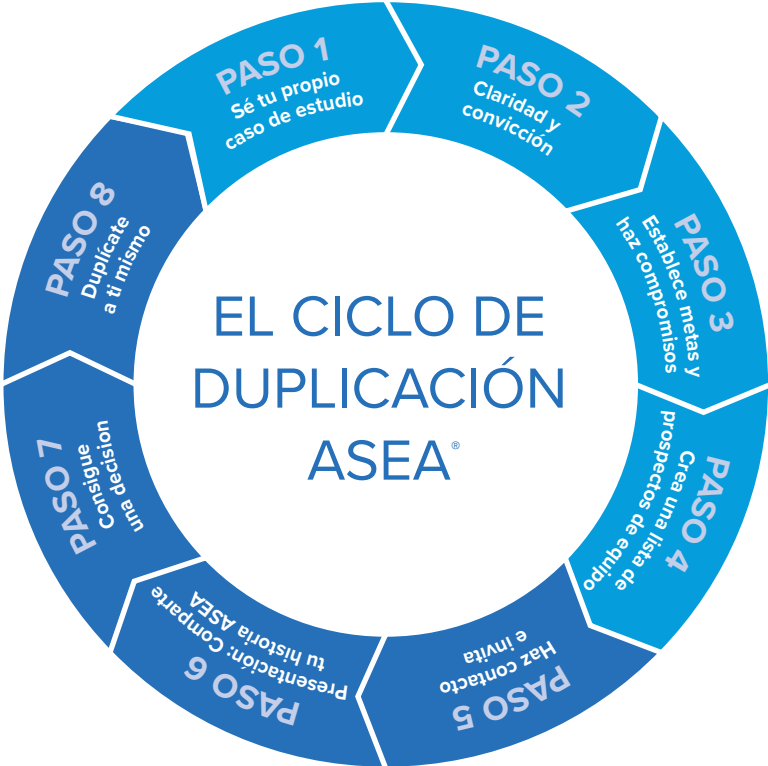 EL CICLO DE
DUPLICACIÓN
ASEA®
PASO 1
Sé tu propio
caso de estudio
PASO 2
Claridad y
convicción
PASO 3
Establece metas y
haz compromisos
PASO 4
Crea una lista de
prospectos de equipo
PASO 5
Haz contacto
e invita
PASO 6
Presentación: Comparte
tu historia ASEA
PASO 7
Consigue
una decision
PASO 8
Duplícate
a ti mismo